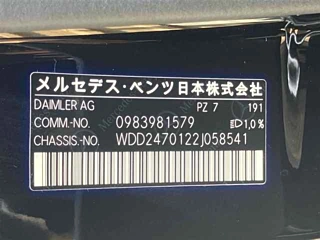 メルセデス・ベンツ日本株式会社
DAIMLER AG PZ 7 191
COMM.-NO. 0983981579 1,0%
CHASSIS.-NO. WDD2470122J058541